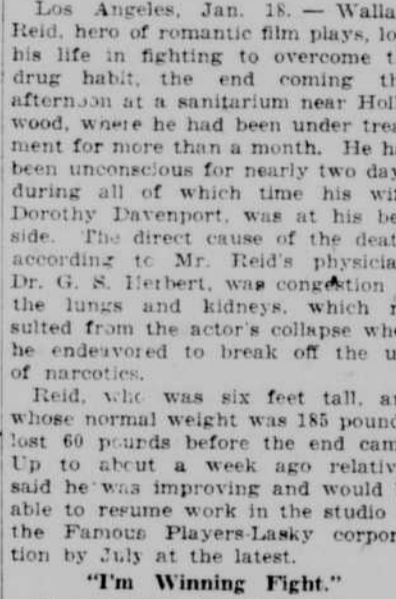 Los Angeles, Jan. 18. — Walla
Reid, hero of romantic film plays, lo
his life in fighting to overcome t
drug habit, the end coming th
afternoon at a sanitarium near Holl
wood, where he had been under trea
ment for more than a month. He ha
been unconscious for nearly two day
during all of which time his wif
Dorothy Davenport, was at his be
side. The direct cause of the deat
according to Mr. Reid's physicia
Dr. G. S. Herbert, was congestion
the lungs and kidneys, which r
sulted from the actor's collapse whe
he endeavored to break off the u
of narcotics.
Reid, who was six feet tall, an
whose normal weight was 185 pound
lost 60 pounds before the end cam
Up to about a week ago relativ
said he was improving and would
able to resume work in the studio
the Famous Players-Lasky corpor
tion by July at the latest.
"I'm Winning Fight."